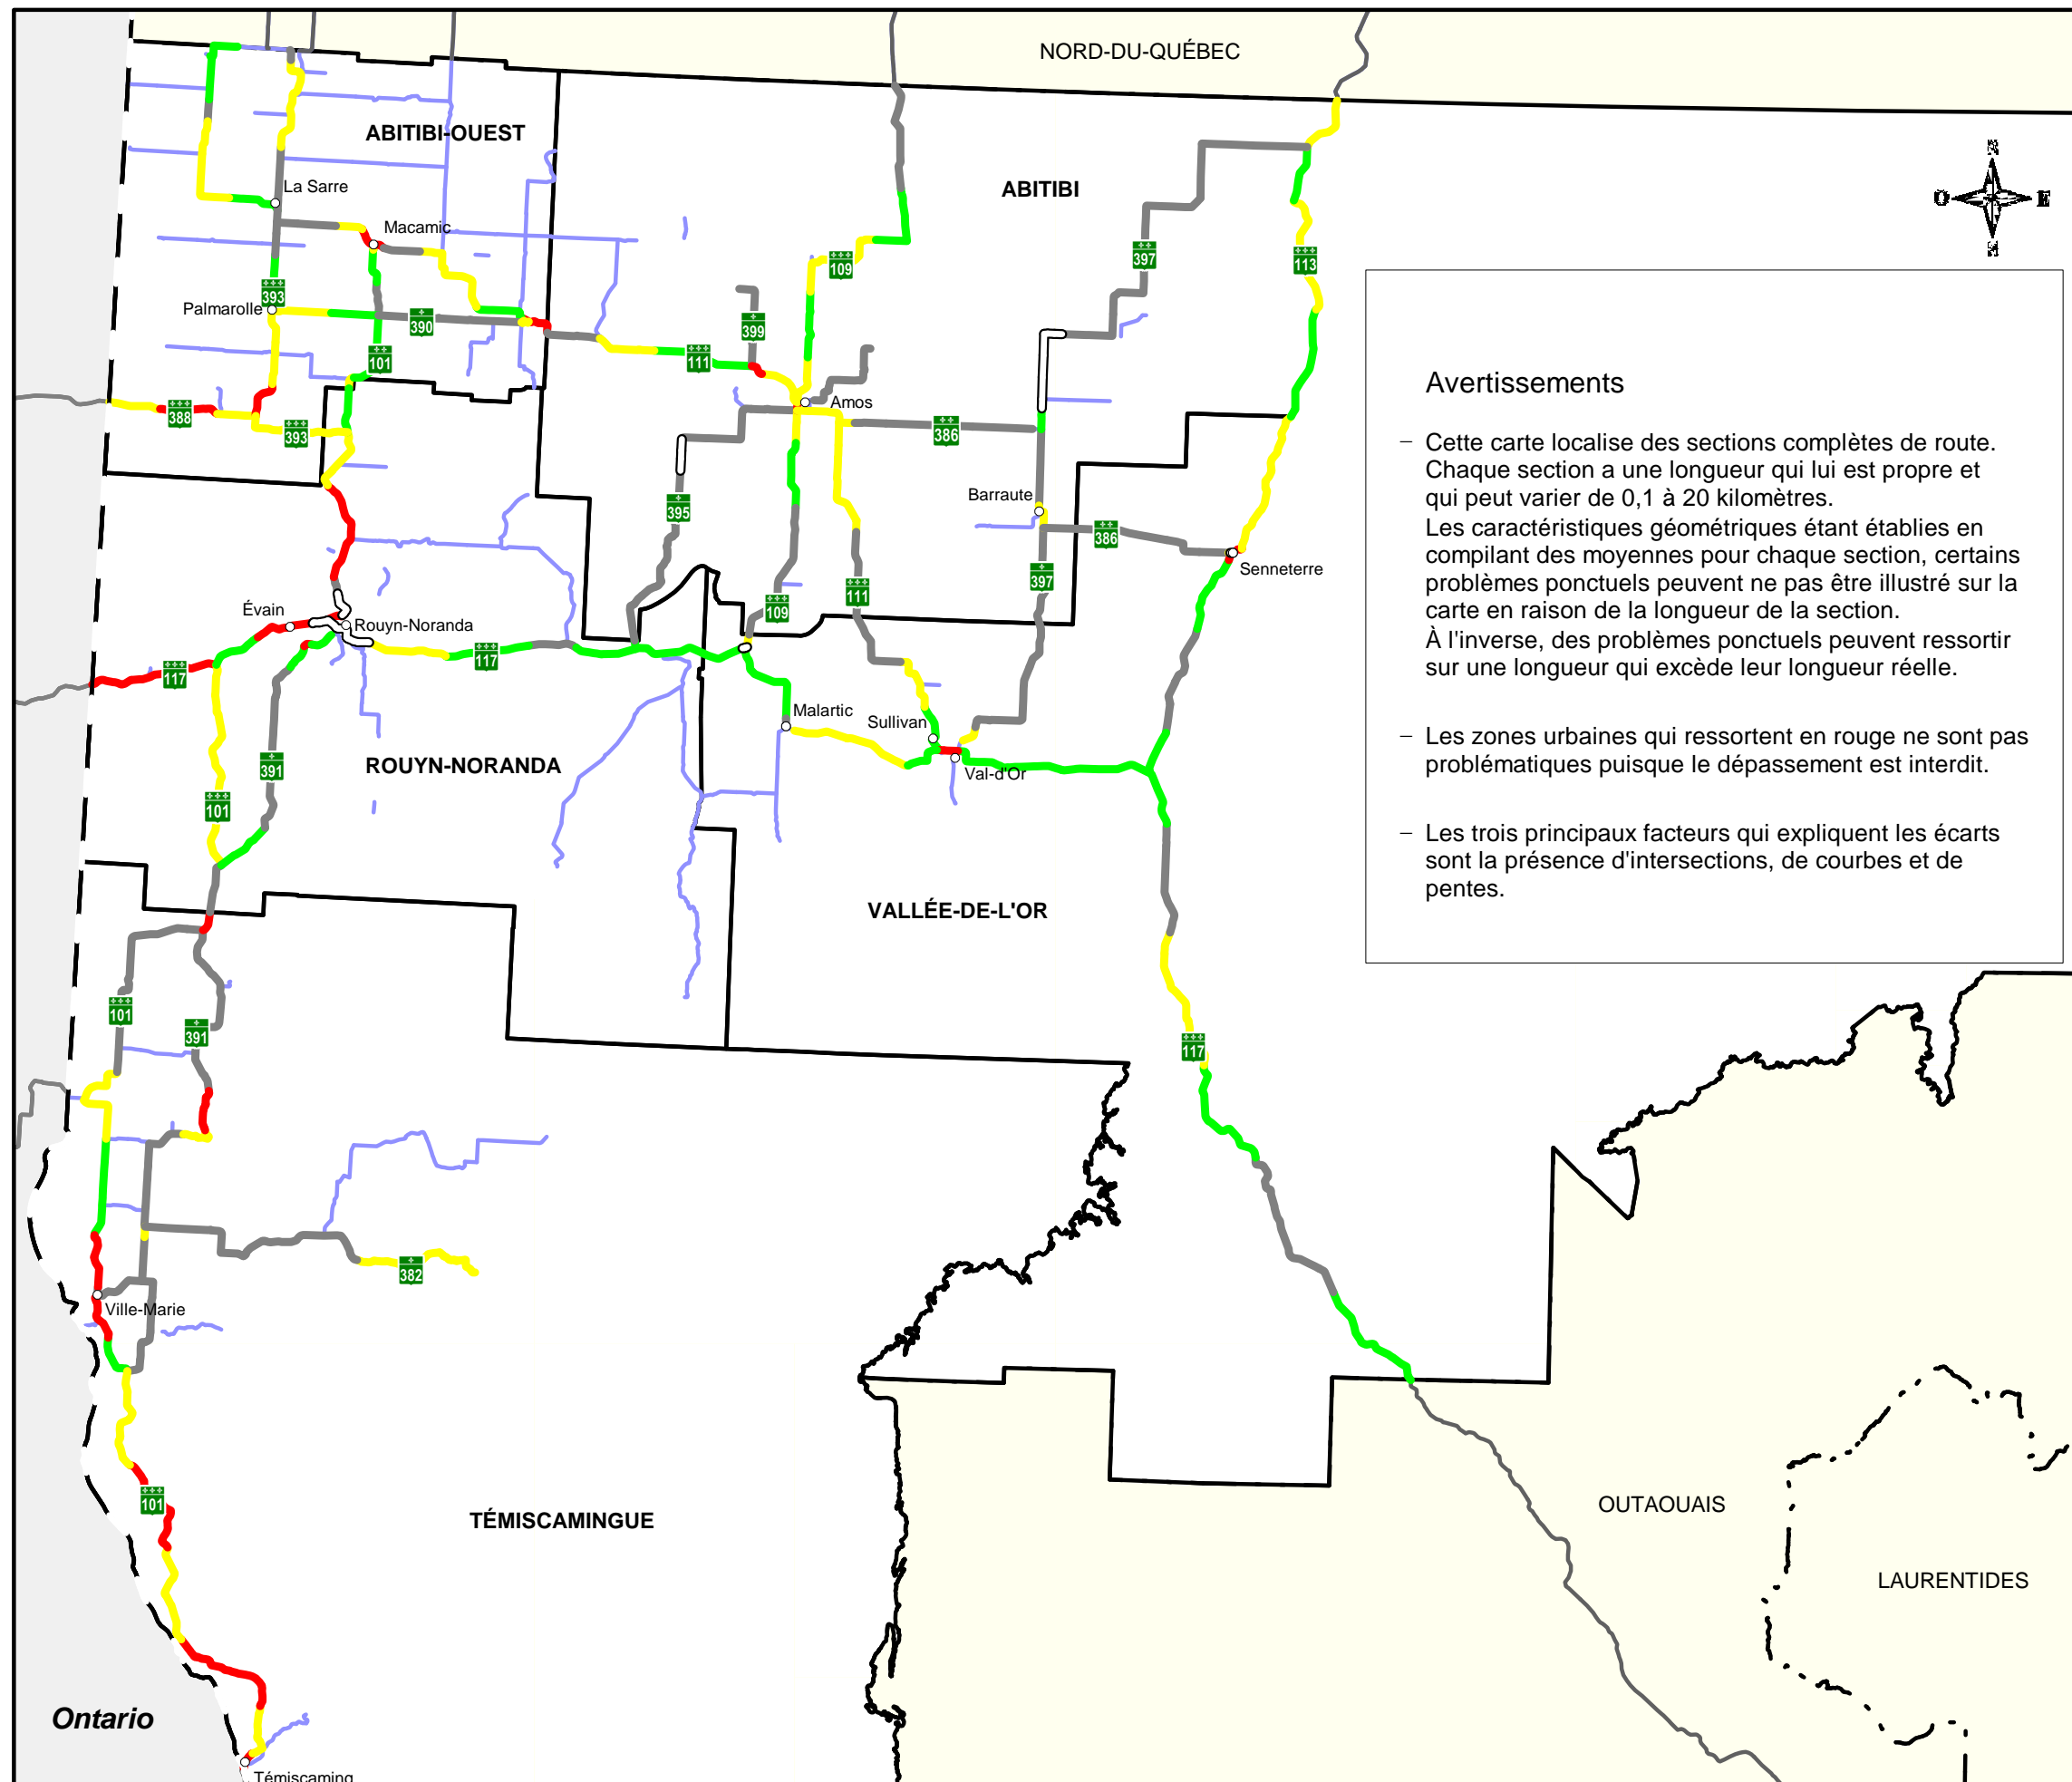 NORD-DU-QUÉBEC
ABITIBI-OUEST
N
La Sarre
ABITIBI
O
E
Macamic
109
397
113
393
Palmarolle
390
399
101
111
Avertissements
Amos
388
393
386
– Cette carte localise des sections complètes de route.
Chaque section a une longueur qui lui est propre et
qui peut varier de 0,1 à 20 kilomètres.
Les caractéristiques géométriques étant établies en
compilant des moyennes pour chaque section, certains
problèmes ponctuels peuvent ne pas être illustré sur la
carte en raison de la longueur de la section.
À l'inverse, des problèmes ponctuels peuvent ressortir
sur une longueur qui excède leur longueur réelle.
Barraute
395
386
Senneterre
397
111
109
Évain
Rouyn-Noranda
117
117
Malartic
Sullivan
– Les zones urbaines qui ressortent en rouge ne sont pas
problématiques puisque le dépassement est interdit.
391
ROUYN-NORANDA
Val-d'Or
101
– Les trois principaux facteurs qui expliquent les écarts
sont la présence d'intersections, de courbes et de
pentes.
VALLÉE-DE-L'OR
101
391
117
382
Ville-Marie
101
TÉMISCAMINGUE
OUTAOUAIS
LAURENTIDES
Ontario
Témiscaming